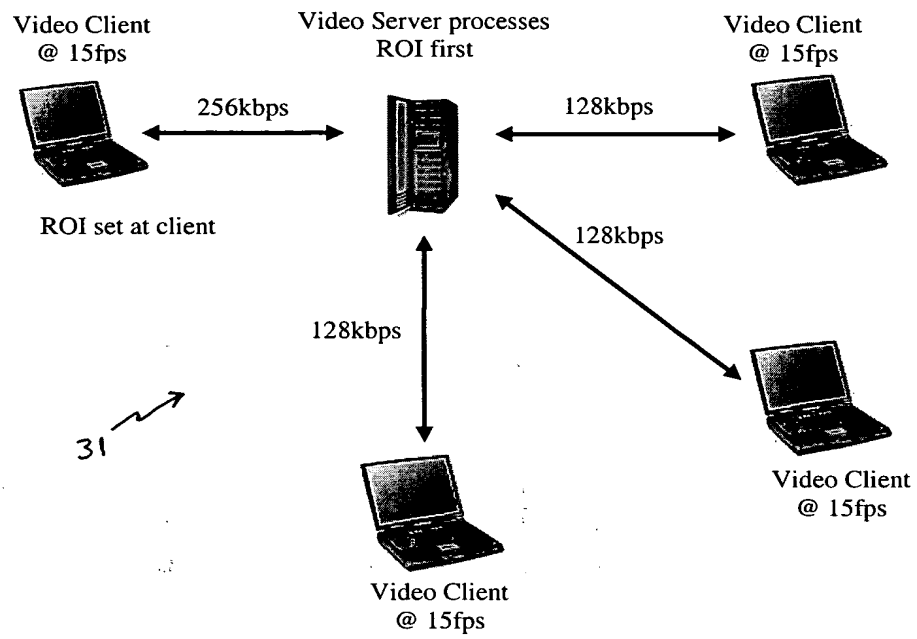 Video Client
@ 15fps
Video Server processes
ROI first
Video Client
@ 15fps
256kbps
128kbps
ROI set at client
128kbps
128kbps
31
Video Client
@ 15fps
Video Client
@ 15fps